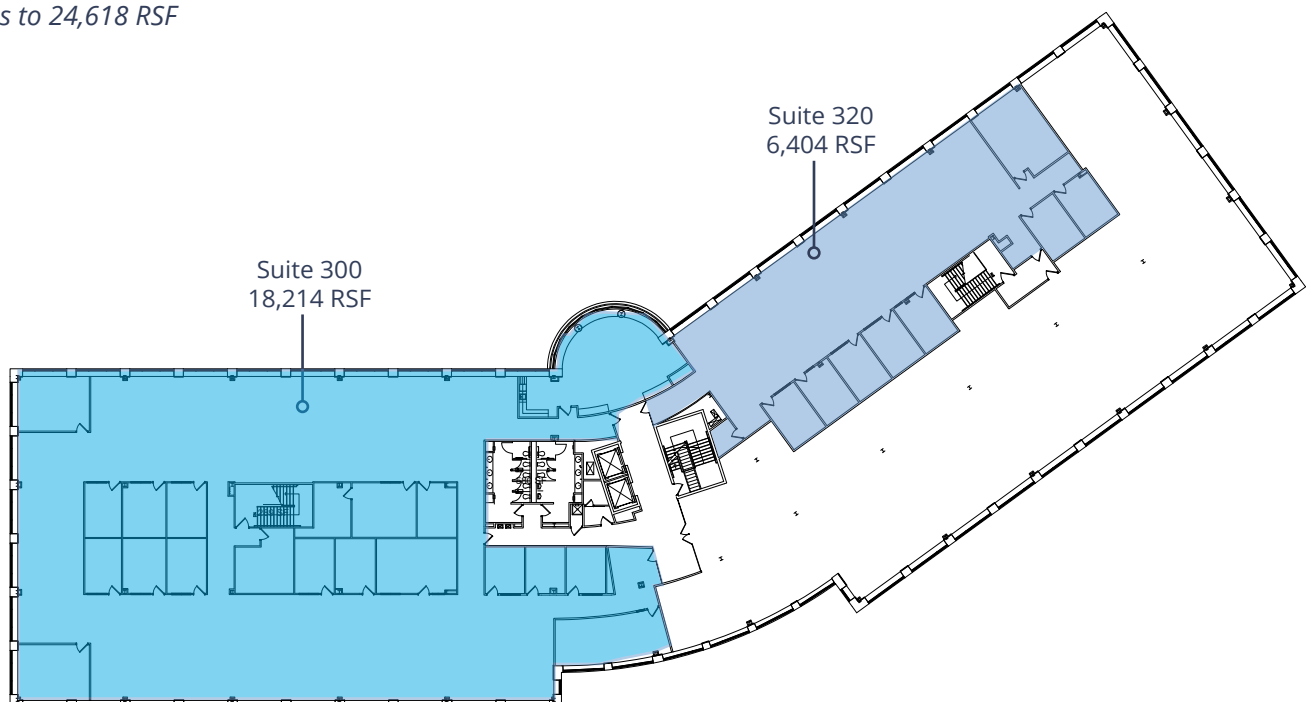 s to 24,618 RSF
Suite 320
6,404 RSF
Suite 300
18,214 RSF